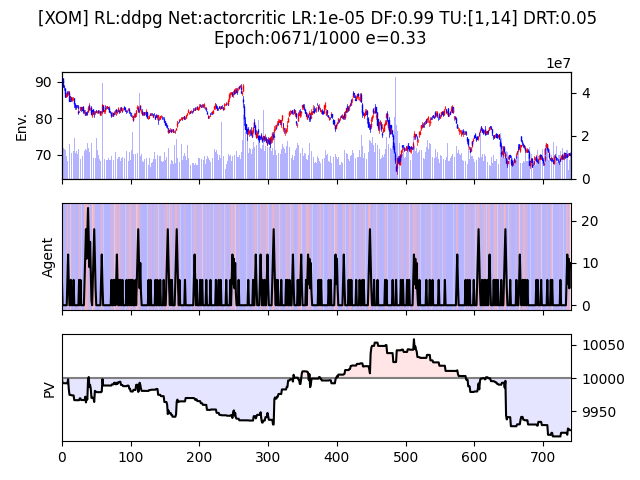 [XOM] RL:ddpg Net:actorcritic LR:1e-05 DF:0.99 TU:[1,14] DRT:0.05
Epoch:0671/1000 e=0.33
1e7
90
80
70
Env.
4
2
0
Agent
20
10
0
PV
10050
10000
9950
0 100 200 300 400 500 600 700